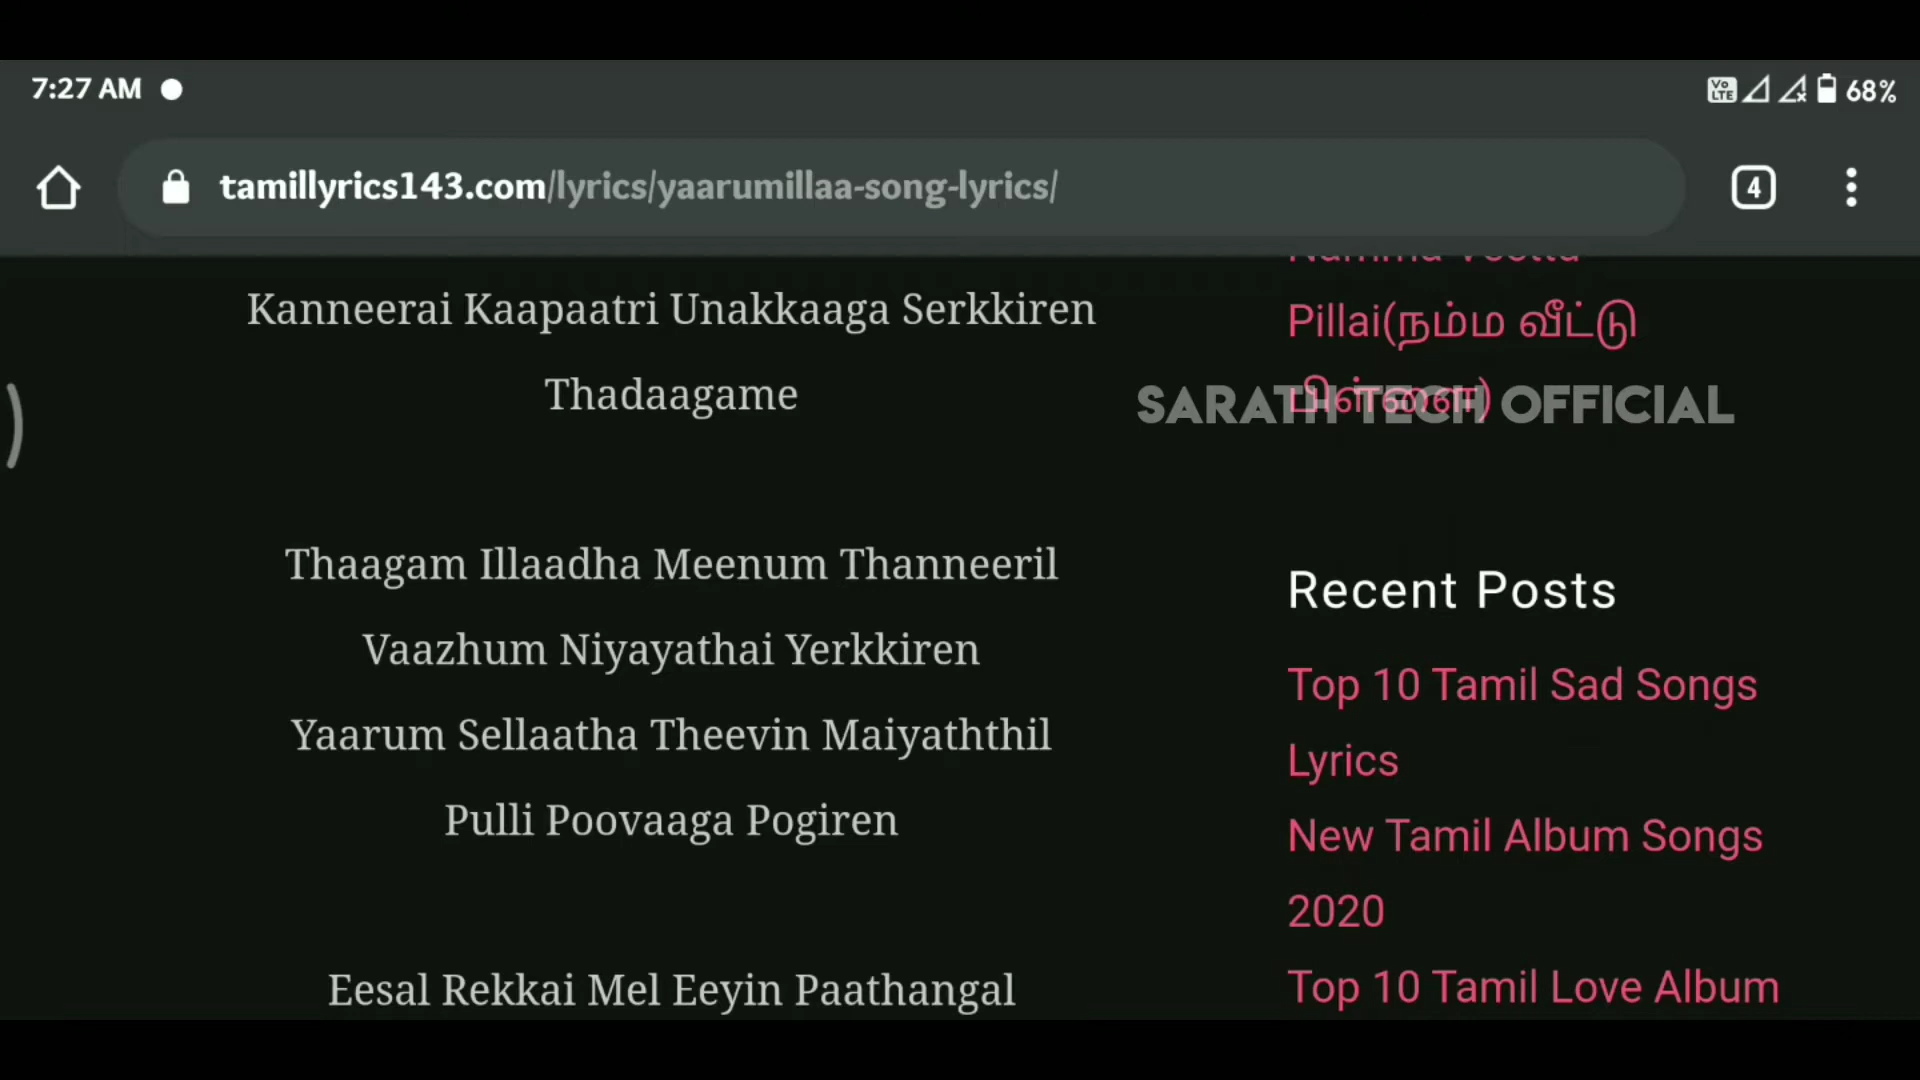 7:27 AM
Vo LTE 68%
tamillyrics143.com/lyrics/yaarumillaa-song-lyrics/
4
Kanneerai Kaapaatri Unakkaaga Serkkiren
Thadaagame
Thaagam Illaadha Meenum Thanneeril
Vaazhum Niyayathai Yerkkiren
Yaarum Sellaatha Theevin Maiyaththil
Pulli Poovaaga Pogiren
Eesal Rekkai Mel Eeyin Paathangal
Pillai(நம்ம வீட்டு
பிள்ளை)
SARATH TECH OFFICIAL
Recent Posts
Top 10 Tamil Sad Songs
Lyrics
New Tamil Album Songs
2020
Top 10 Tamil Love Album